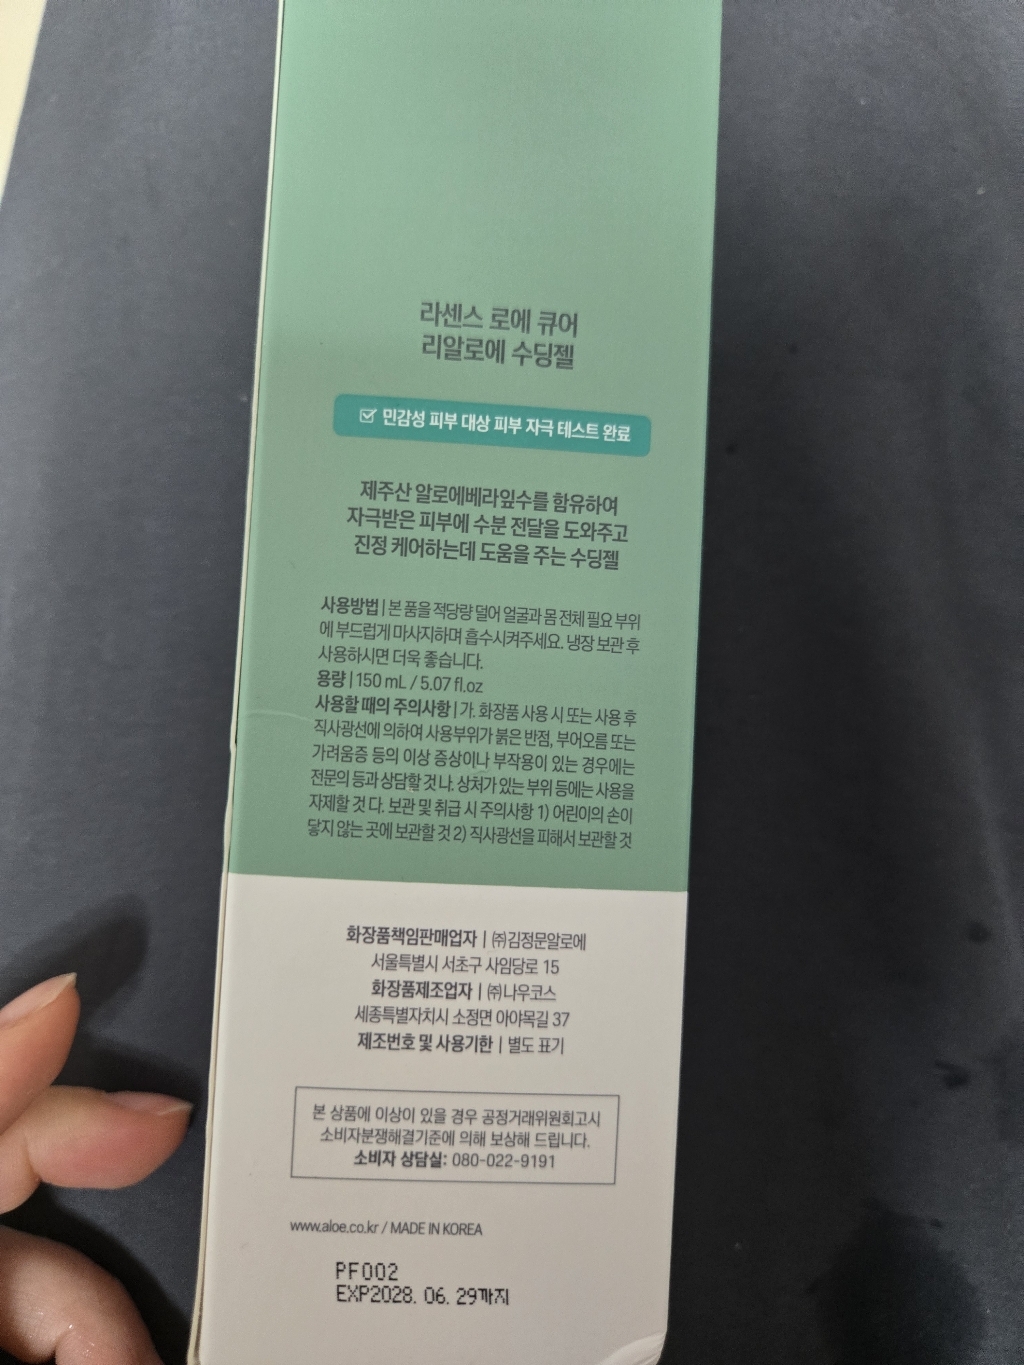 라센스 로에 큐어
리알로에 수딩젤
민감성 피부 대상 피부 자극 테스트 완료
제주산 알로에베라잎수를 함유하여
자극받은 피부에 수분 전달을 도와주고
진정 케어하는데 도움을 주는 수딩젤
사용방법 | 본 품을 적당량 덜어 얼굴과 몸 전체 필요 부위
에 부드럽게 마사지하며 흡수시켜주세요. 냉장 보관 후
사용하시면 더욱 좋습니다.
용량 | 150 mL / 5.07 fl.oz
사용할 때의 주의사항 | 가. 화장품 사용 시 또는 사용 후
직사광선에 의하여 사용부위가 붉은 반점, 부어오름 또는
가려움증 등의 이상 증상이나 부작용이 있는 경우에는
전문의 등과 상담할 것 나. 상처가 있는 부위 등에는 사용을
자제할 것 다. 보관 및 취급 시 주의사항 1) 어린이의 손이
닿지 않는 곳에 보관할 것 2) 직사광선을 피해서 보관할 것
화장품책임판매업자 | ㈜김정문알로에
서울특별시 서초구 사임당로 15
화장품제조업자 | ㈜나우코스
세종특별자치시 소정면 아야목길 37
제조번호 및 사용기한 | 별도 표기
본 상품에 이상이 있을 경우 공정거래위원회고시
소비자분쟁해결기준에 의해 보상해 드립니다.
소비자 상담실: 080-022-9191
www.aloe.co.kr / MADE IN KOREA
PF002
EXP2028. 06. 29까지